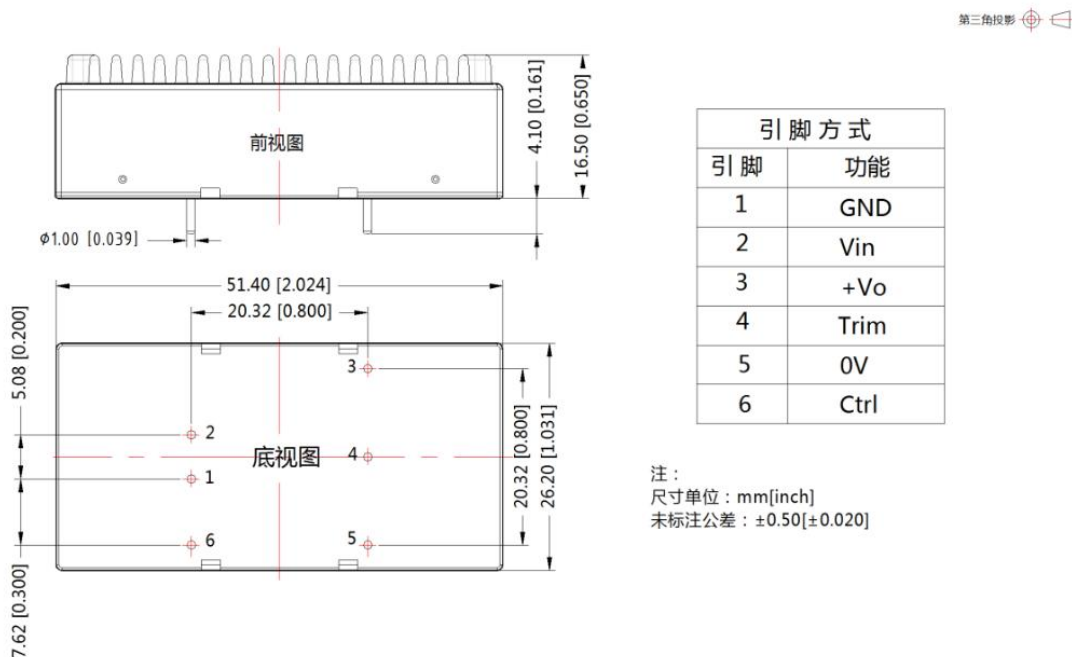 第三角投影
前视图
4.10 [0.161]
16.50 [0.650]
ϕ1.00 [0.039]
51.40 [2.024]
20.32 [0.800]
5.08 [0.200]
3
2
底视图
4
1
20.32 [0.800]
26.20 [1.031]
6
5
7.62 [0.300]
引脚方式
引脚 功能
1 GND
2 Vin
3 +Vo
4 Trim
5 0V
6 Ctrl
注：
尺寸单位：mm[inch]
未标注公差：±0.50[±0.020]